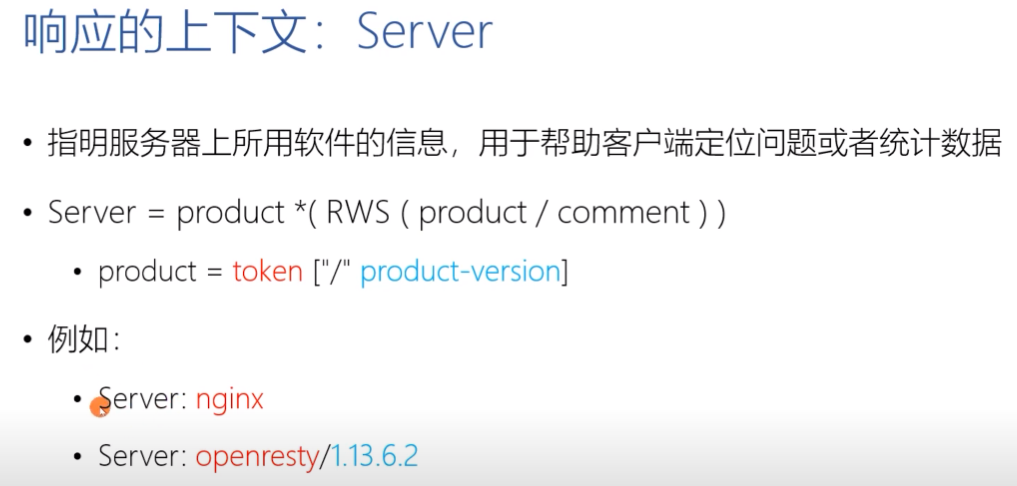 响应的上下文：Server
• 指明服务器上所用软件的信息，用于帮助客户端定位问题或者统计数据
• Server = product *( RWS ( product / comment ) )
• product = token ["/" product-version]
• 例如：
• Server: nginx
• Server: openresty/1.13.6.2